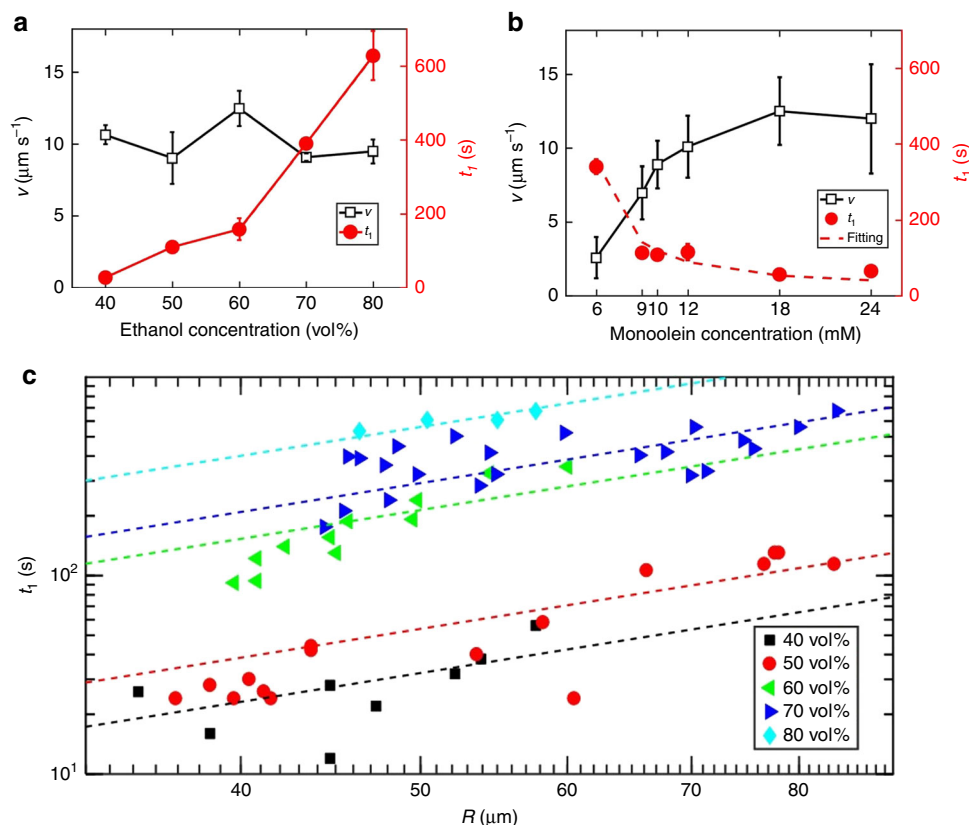 a
b
15
10
5
0
v (μm s⁻¹)
600
400
200
0
t₁ (s)
v
t₁
40 50 60 70 80
Ethanol concentration (vol%)
15
10
5
0
v (μm s⁻¹)
600
400
200
0
t₁ (s)
v
t₁
Fitting
6 9 10 12 18 24
Monoolein concentration (mM)
c
t₁ (s)
10²
10¹
40 vol%
50 vol%
60 vol%
70 vol%
80 vol%
40 50 60 70 80
R (μm)